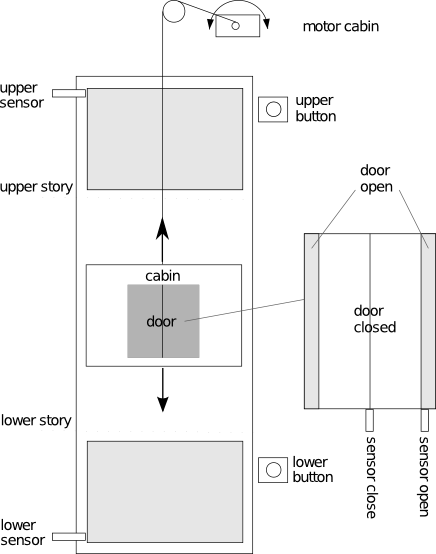 motor cabin
upper
sensor
upper
button
upper story
door
open
cabin
door
door
closed
lower story
lower
button
sensor close
sensor open
lower
sensor